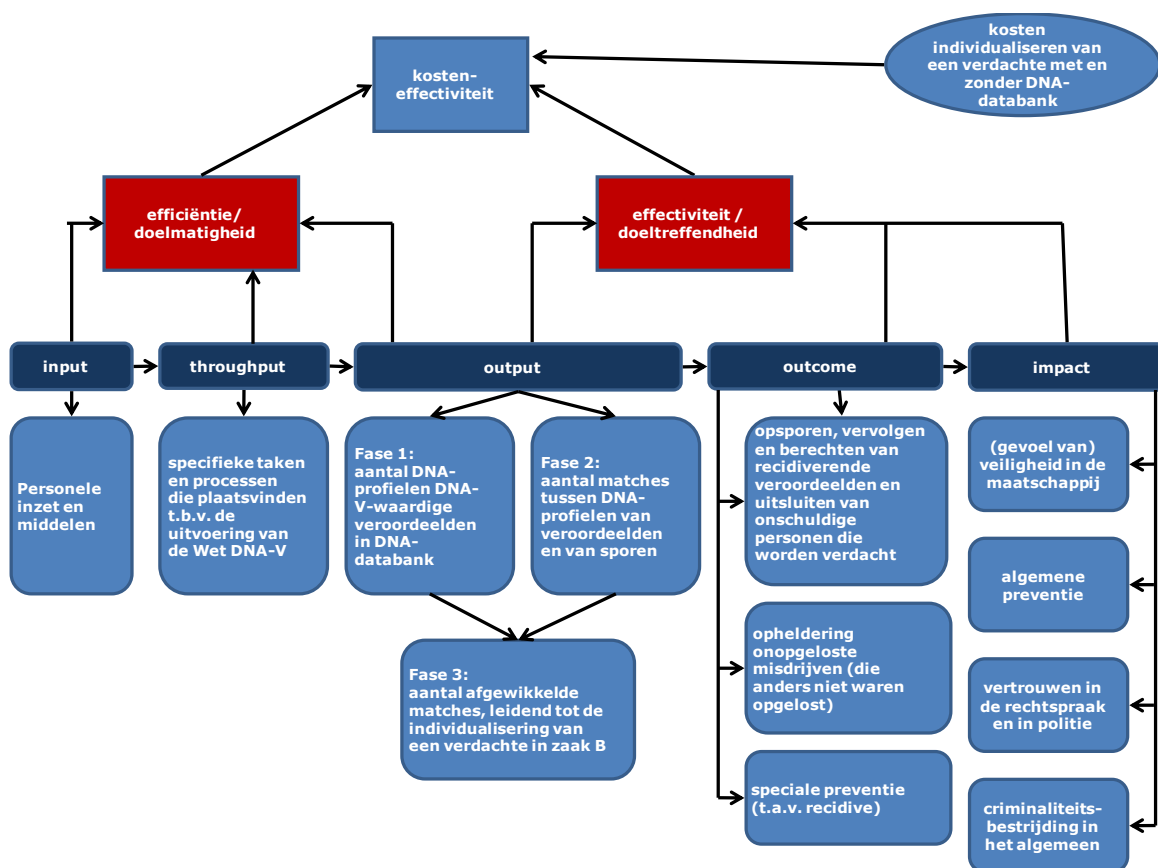 kosten
individualiseren van
een verdachte met en
zonder DNA-
databank
kosten-
effectiviteit
efficiëntie/
doelmatigheid
effectiviteit /
doeltreffendheid
input
throughput
output
outcome
impact
Personele
inzet en
middelen
specifieke taken
en processen
die plaatsvinden
t.b.v. de
uitvoering van
de Wet DNA-V
Fase 1:
aantal DNA-
profielen DNA-
V-waardige
veroordeelden
in DNA-
databank
Fase 2:
aantal matches
tussen DNA-
profielen van
veroordeelden
en van sporen
Fase 3:
aantal afgewikkelde
matches, leidend tot de
individualisering van
een verdachte in zaak B
opsporen, vervolgen
en berechten van
recidiverende
veroordeelden en
uitsluiten van
onschuldige
personen die
worden verdacht
opheldering
onopgeloste
misdrijven (die
anders niet waren
opgelost)
speciale preventie
(t.a.v. recidive)
(gevoel van)
veiligheid in de
maatschappij
algemene
preventie
vertrouwen in
de rechtspraak
en in politie
criminaliteits-
bestrijding in
het algemeen